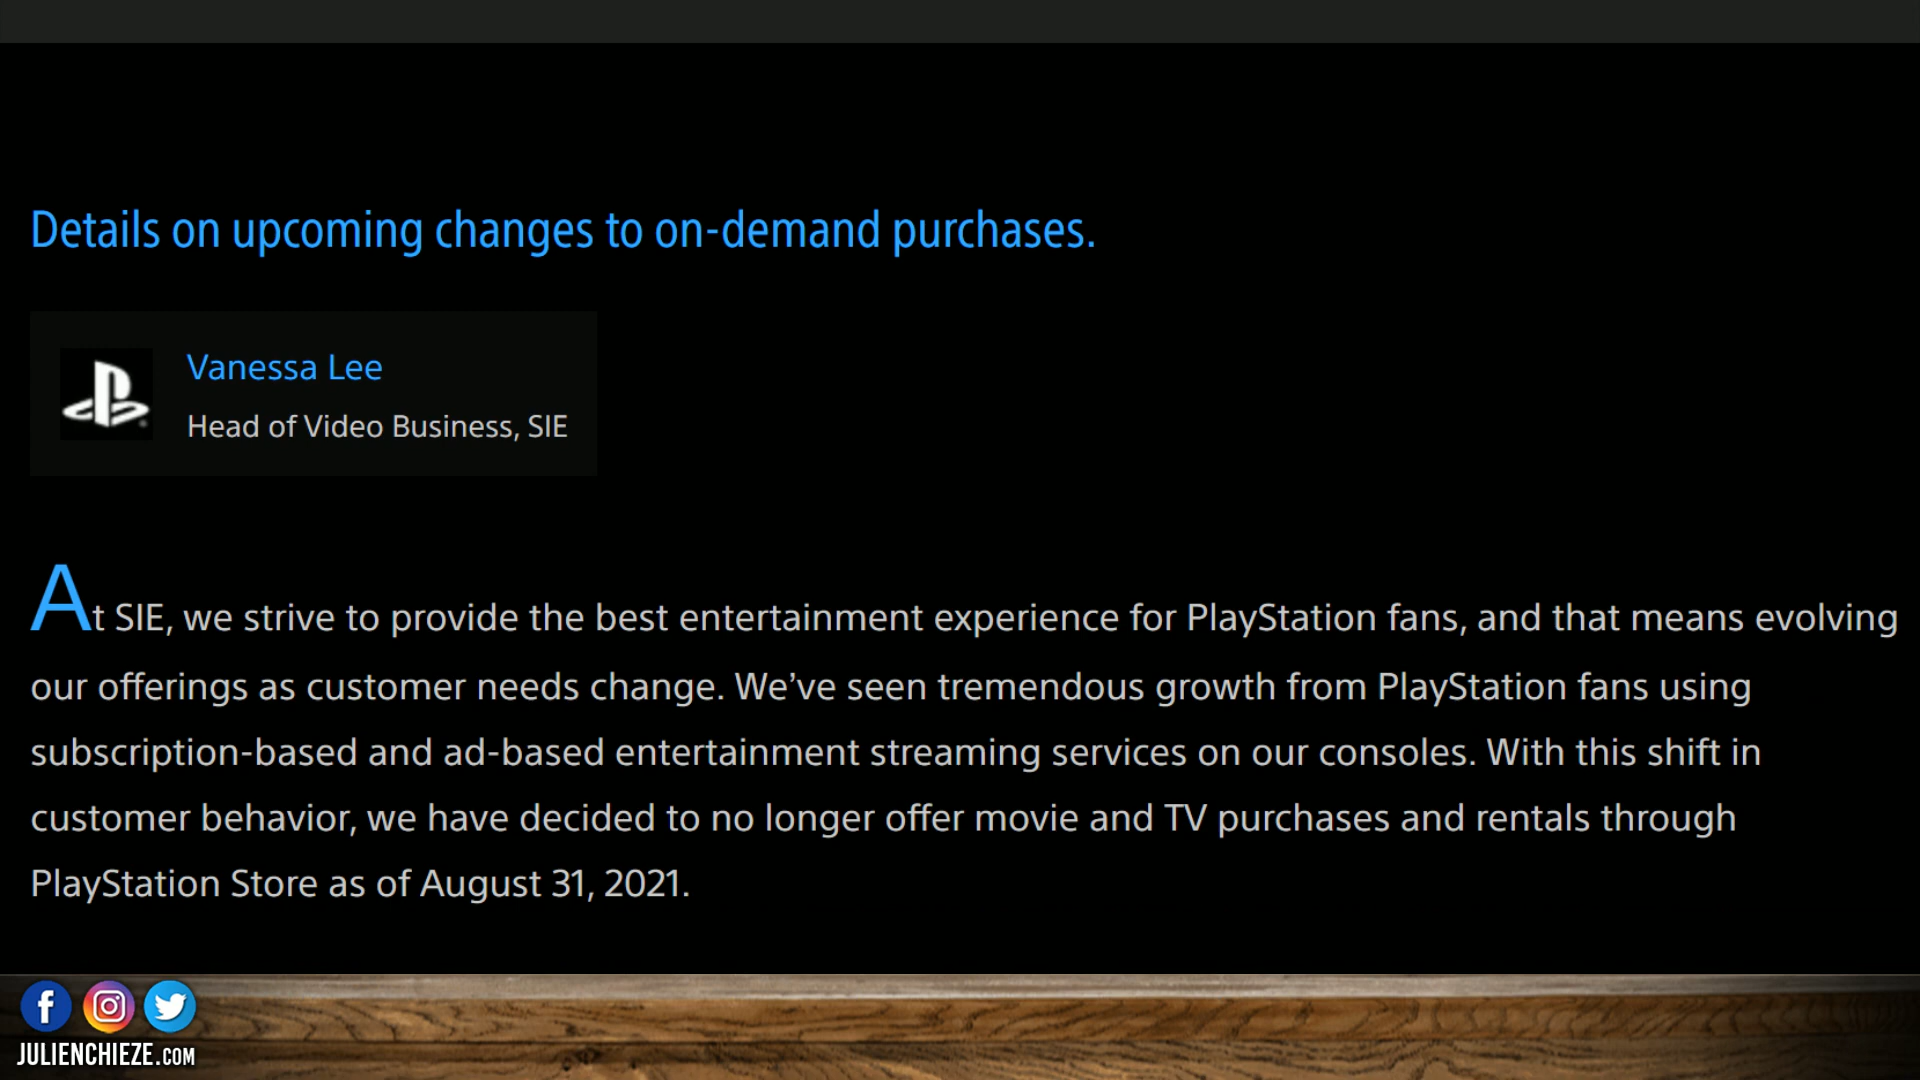 Details on upcoming changes to on-demand purchases.
Vanessa Lee
Head of Video Business, SIE
At SIE, we strive to provide the best entertainment experience for PlayStation fans, and that means evolving
our offerings as customer needs change. We’ve seen tremendous growth from PlayStation fans using
subscription-based and ad-based entertainment streaming services on our consoles. With this shift in
customer behavior, we have decided to no longer offer movie and TV purchases and rentals through
PlayStation Store as of August 31, 2021.
JULIENCHIEZE.COM